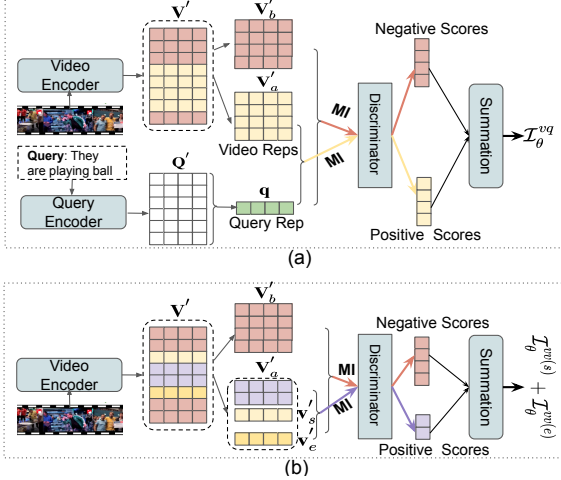 V′
V′_b
Negative Scores
Video
Encoder
V′_a
MI
MI
Discriminator
Summation
I_θ^{vq}
Video Reps
Query: They
are playing ball
Q′
q
Query
Encoder
Query Rep
Positive Scores
(a)
V′
V′_b
Negative Scores
Video
Encoder
V′_a
MI
MI
Discriminator
Summation
I_θ^{vv(s)} + I_θ^{vv(e)}
v′_s
v′_e
Positive Scores
(b)